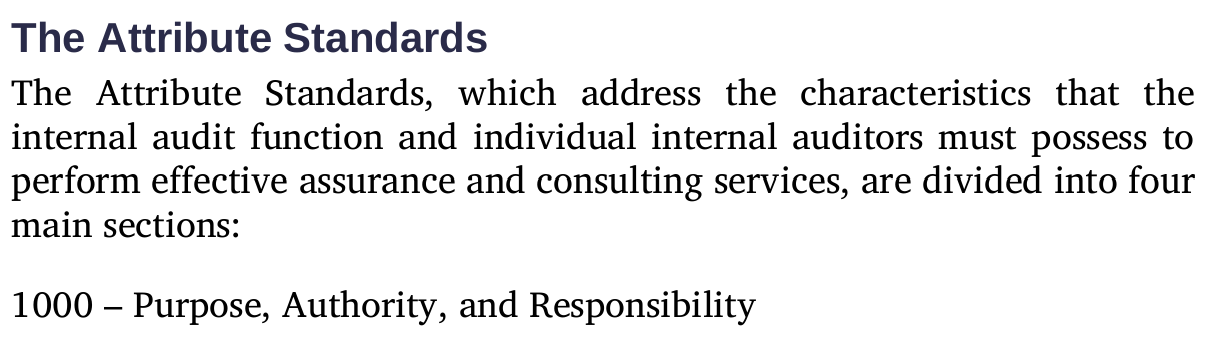 The Attribute Standards
The Attribute Standards, which address the characteristics that the
internal audit function and individual internal auditors must possess to
perform effective assurance and consulting services, are divided into four
main sections:
1000 – Purpose, Authority, and Responsibility